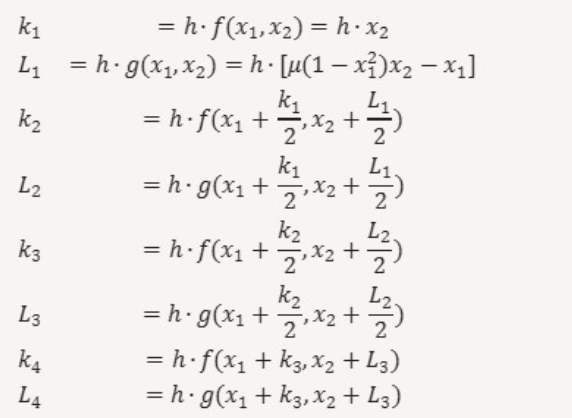 k₁ = h · f(x₁, x₂) = h · x₂
L₁ = h · g(x₁, x₂) = h · [μ(1 − x₁²)x₂ − x₁]
k₂ = h · f(x₁ + k₁/2, x₂ + L₁/2)
L₂ = h · g(x₁ + k₁/2, x₂ + L₁/2)
k₃ = h · f(x₁ + k₂/2, x₂ + L₂/2)
L₃ = h · g(x₁ + k₂/2, x₂ + L₂/2)
k₄ = h · f(x₁ + k₃, x₂ + L₃)
L₄ = h · g(x₁ + k₃, x₂ + L₃)